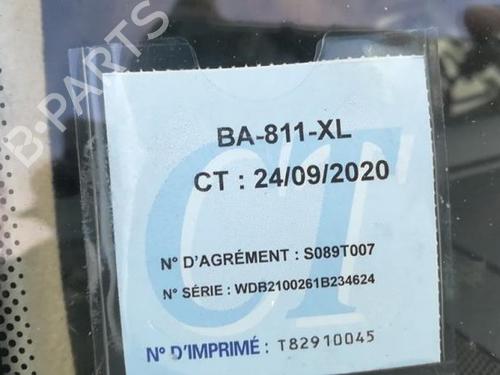 B-PARTS
BA-811-XL
CT : 24/09/2020
N° D'AGRÉMENT : S089T007
N° SÉRIE : WDB2100261B234624
N° D'IMPRIMÉ : T82910045
CT